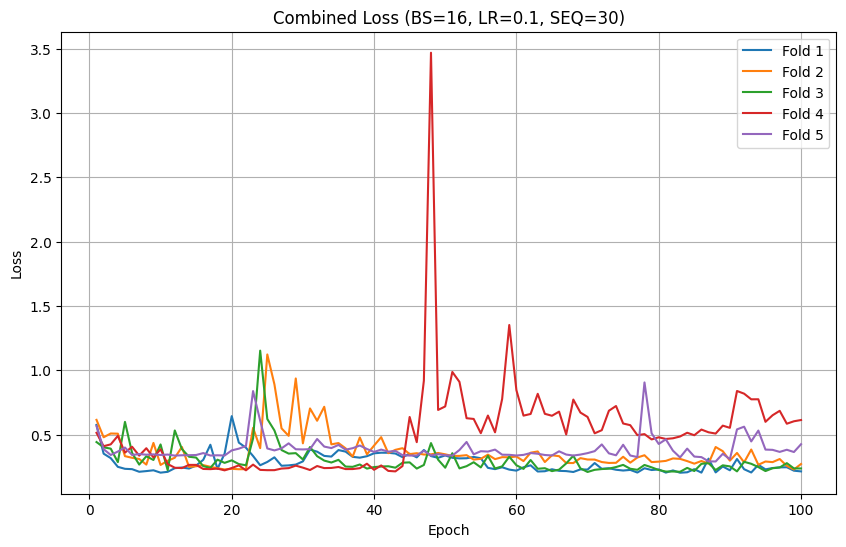 Combined Loss (BS=16, LR=0.1, SEQ=30)
3.5
3.0
2.5
2.0
1.5
1.0
0.5
Loss
Fold 1
Fold 2
Fold 3
Fold 4
Fold 5
0 20 40 60 80 100
Epoch